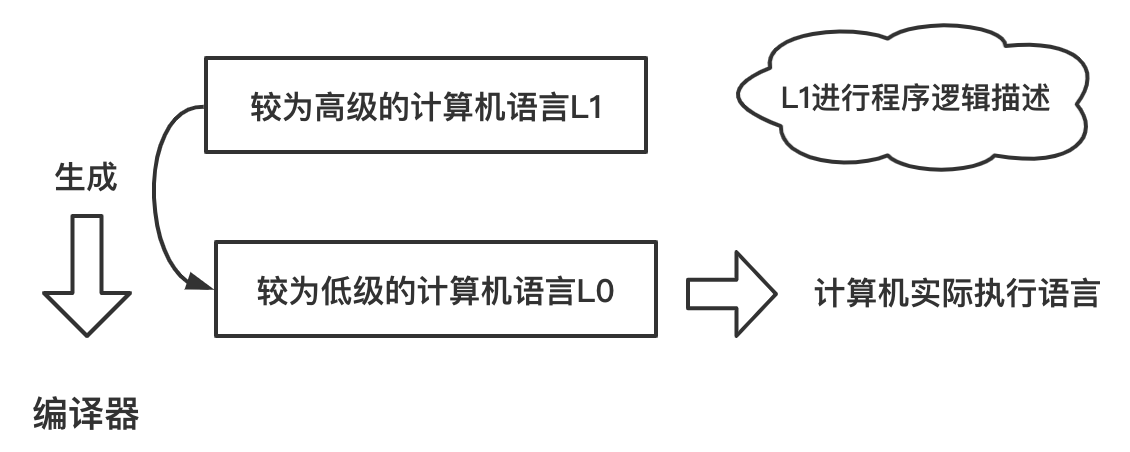 较为高级的计算机语言L1
L1进行程序逻辑描述
生成
较为低级的计算机语言L0
计算机实际执行语言
编译器